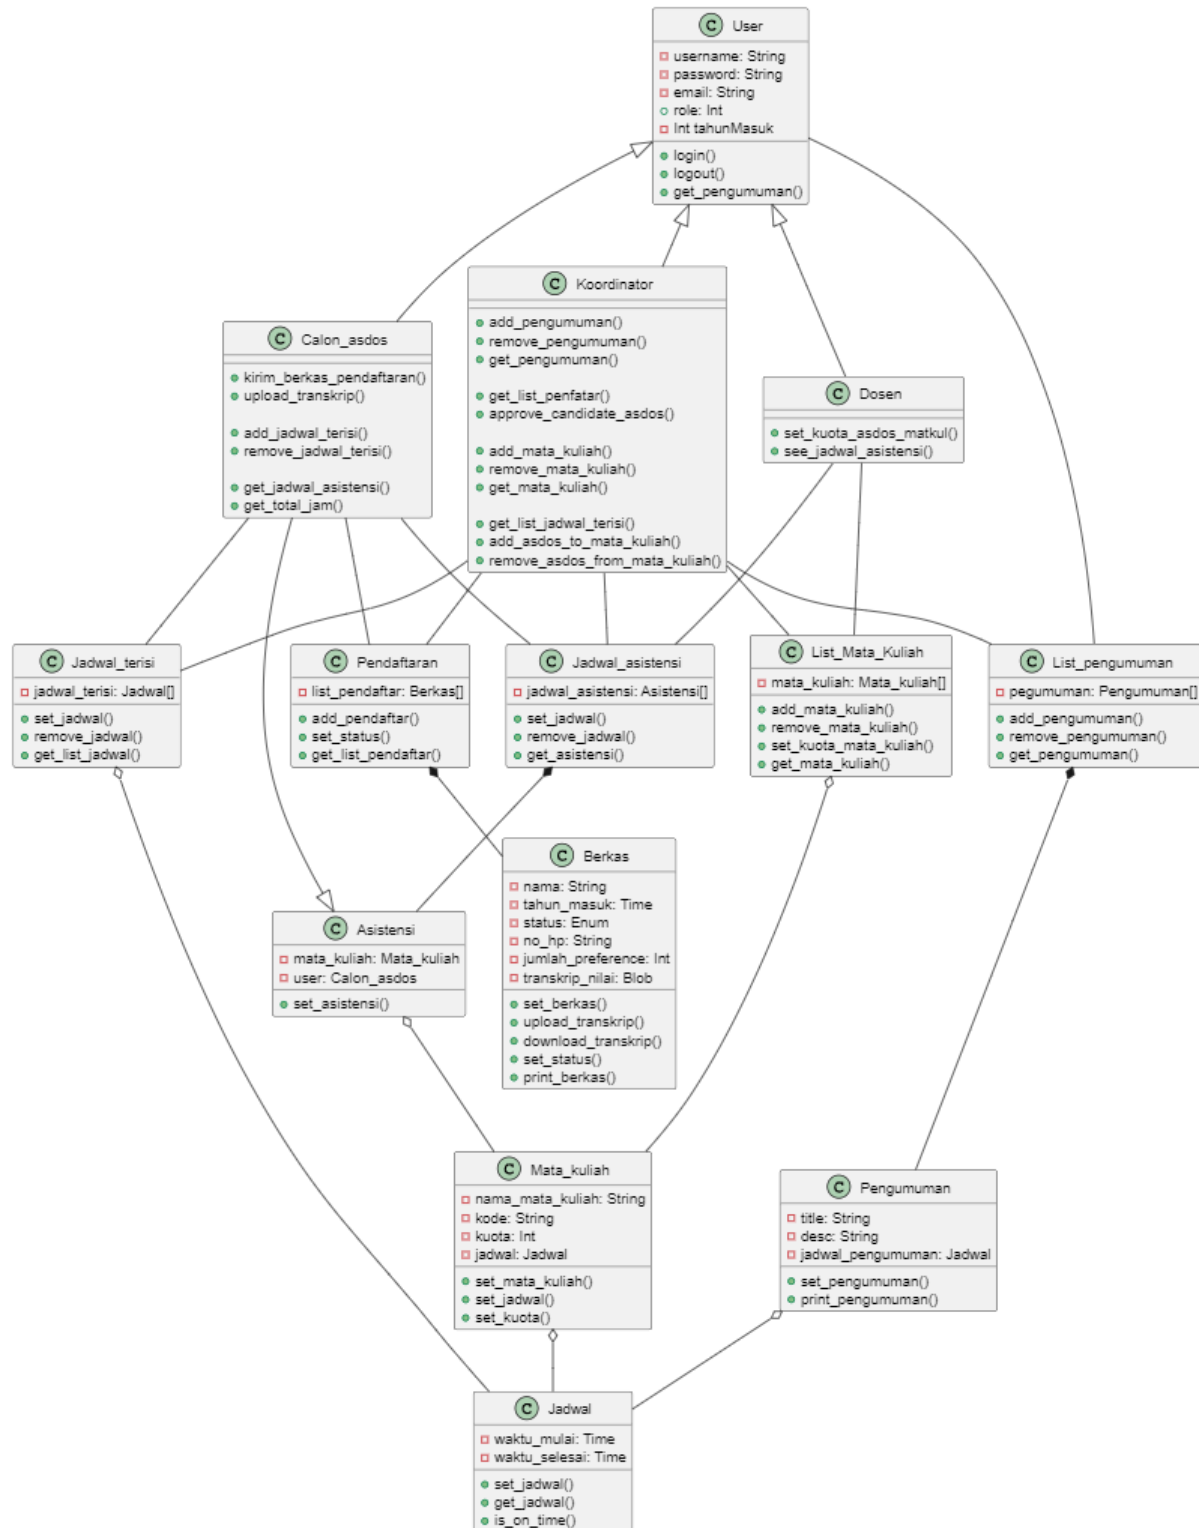 C User
username: String
password: String
email: String
role: Int
Int tahunMasuk
login()
logout()
get_pengumuman()
C Koordinator
add_pengumuman()
remove_pengumuman()
get_pengumuman()
get_list_penfatar()
approve_candidate_asdos()
add_mata_kuliah()
remove_mata_kuliah()
get_mata_kuliah()
get_list_jadwal_terisi()
add_asdos_to_mata_kuliah()
remove_asdos_from_mata_kuliah()
C Calon_asdos
kirim_berkas_pendaftaran()
upload_transkrip()
add_jadwal_terisi()
remove_jadwal_terisi()
get_jadwal_asistensi()
get_total_jam()
C Dosen
set_kuota_asdos_matkul()
see_jadwal_asistensi()
C Jadwal_terisi
jadwal_terisi: Jadwal[]
set_jadwal()
remove_jadwal()
get_list_jadwal()
C Pendaftaran
list_pendaftar: Berkas[]
add_pendaftar()
set_status()
get_list_pendaftar()
C Jadwal_asistensi
jadwal_asistensi: Asistensi[]
set_jadwal()
remove_jadwal()
get_asistensi()
C List_Mata_Kuliah
mata_kuliah: Mata_kuliah[]
add_mata_kuliah()
remove_mata_kuliah()
set_kuota_mata_kuliah()
get_mata_kuliah()
C List_pengumuman
pegumuman: Pengumuman[]
add_pengumuman()
remove_pengumuman()
get_pengumuman()
C Berkas
nama: String
tahun_masuk: Time
status: Enum
no_hp: String
jumlah_preference: Int
transkrip_nilai: Blob
set_berkas()
upload_transkrip()
download_transkrip()
set_status()
print_berkas()
C Asistensi
mata_kuliah: Mata_kuliah
user: Calon_asdos
set_asistensi()
C Mata_kuliah
nama_mata_kuliah: String
kode: String
kuota: Int
jadwal: Jadwal
set_mata_kuliah()
set_jadwal()
set_kuota()
C Pengumuman
title: String
desc: String
jadwal_pengumuman: Jadwal
set_pengumuman()
print_pengumuman()
C Jadwal
waktu_mulai: Time
waktu_selesai: Time
set_jadwal()
get_jadwal()
is_on_time()